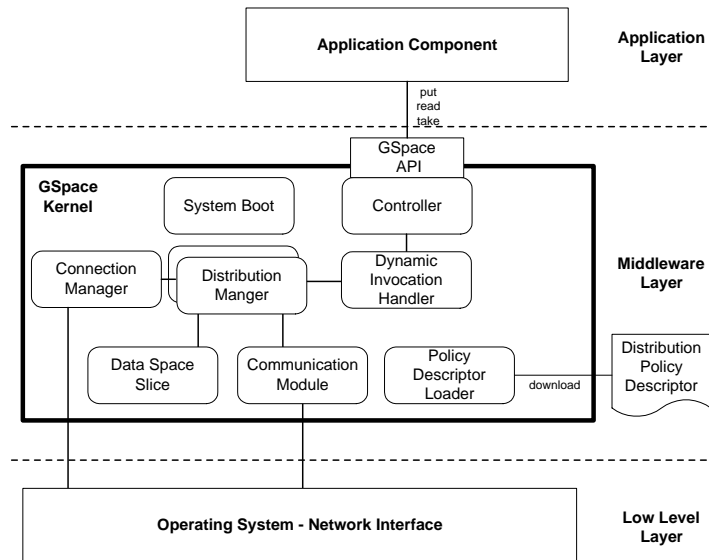 Application Component
Application
Layer
put
read
take
GSpace
API
GSpace
Kernel
System Boot
Controller
Connection
Manager
Distribution
Manger
Dynamic
Invocation
Handler
Middleware
Layer
Data Space
Slice
Communication
Module
Policy
Descriptor
Loader
download
Distribution
Policy
Descriptor
Operating System - Network Interface
Low Level
Layer